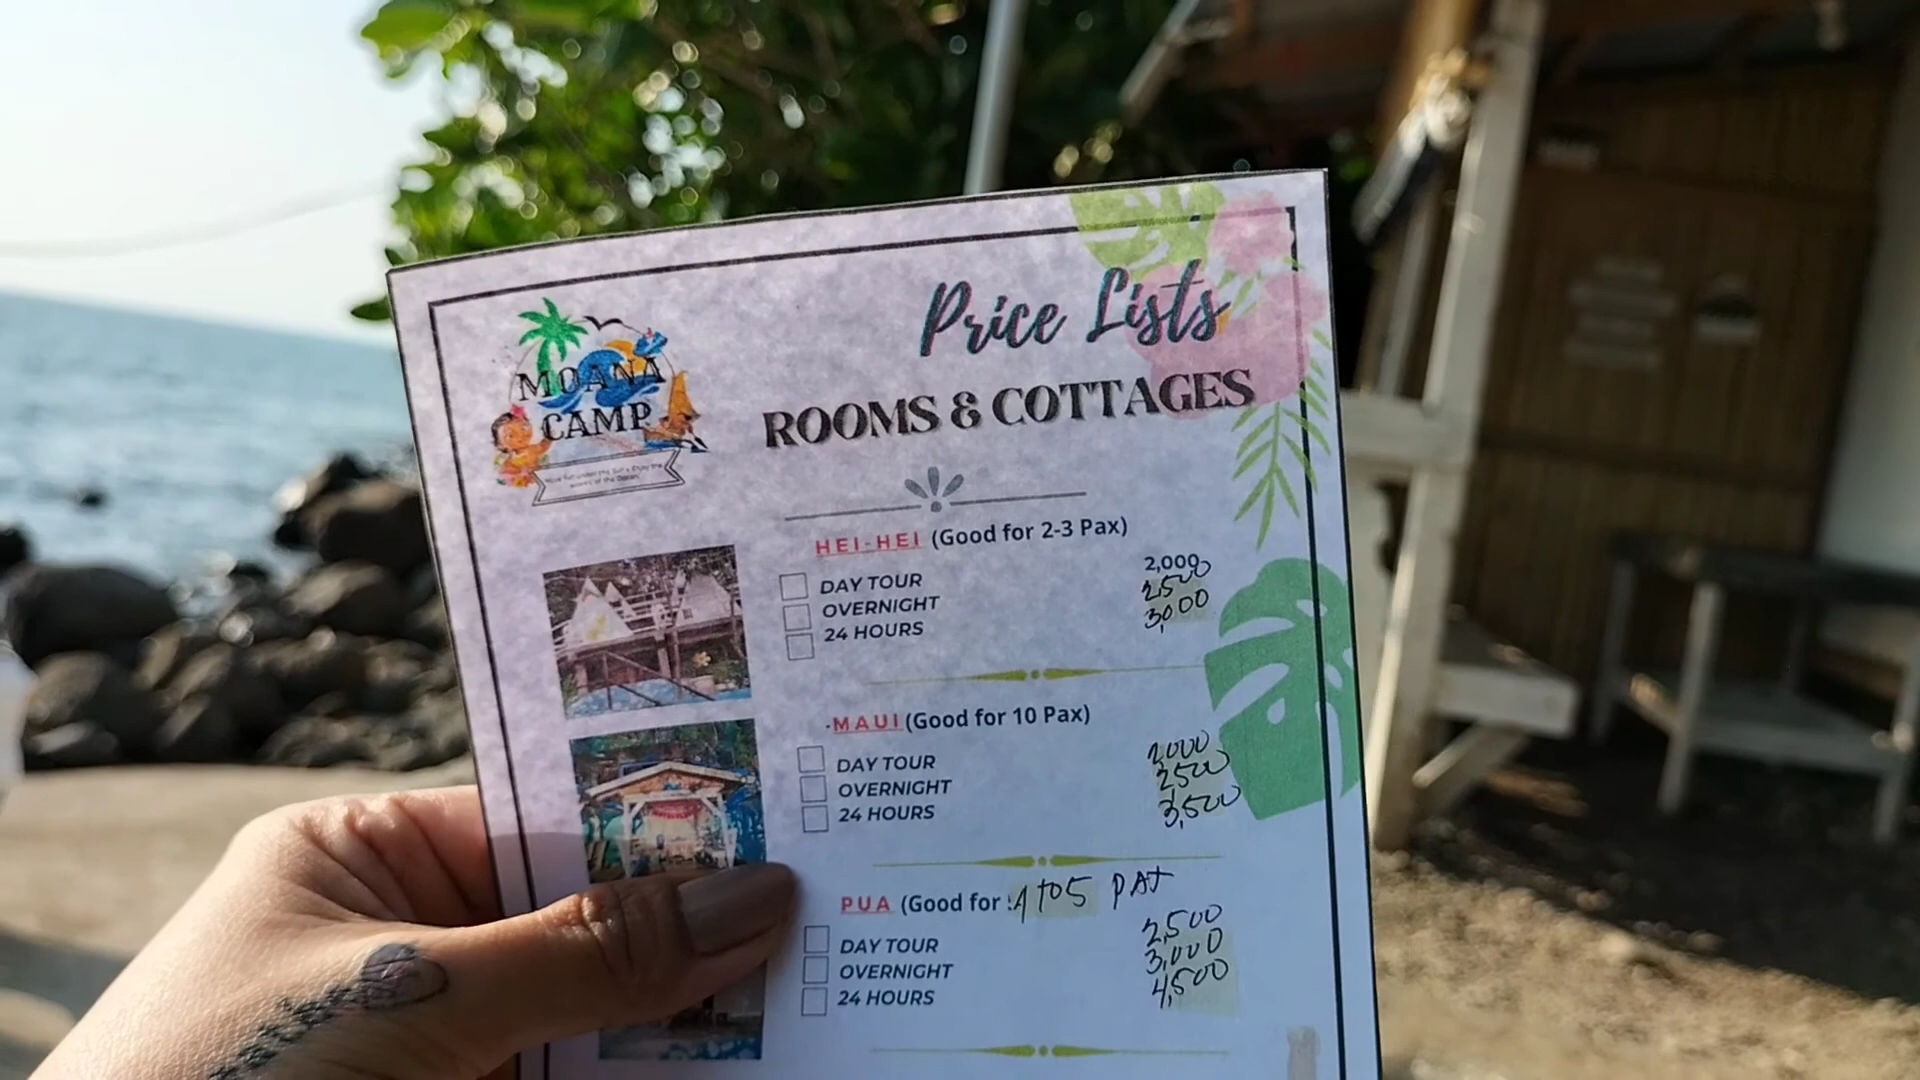 Price Lists
MOANA
CAMP
ROOMS & COTTAGES
HEI-HEI (Good for 2-3 Pax)
DAY TOUR 2,000
OVERNIGHT 2,500
24 HOURS 3,000
-MAUI (Good for 10 Pax)
DAY TOUR 2,000
OVERNIGHT 2,500
24 HOURS 3,500
PUA (Good for 4 to 5 PAX
DAY TOUR 2,500
OVERNIGHT 3,000
24 HOURS 4,500